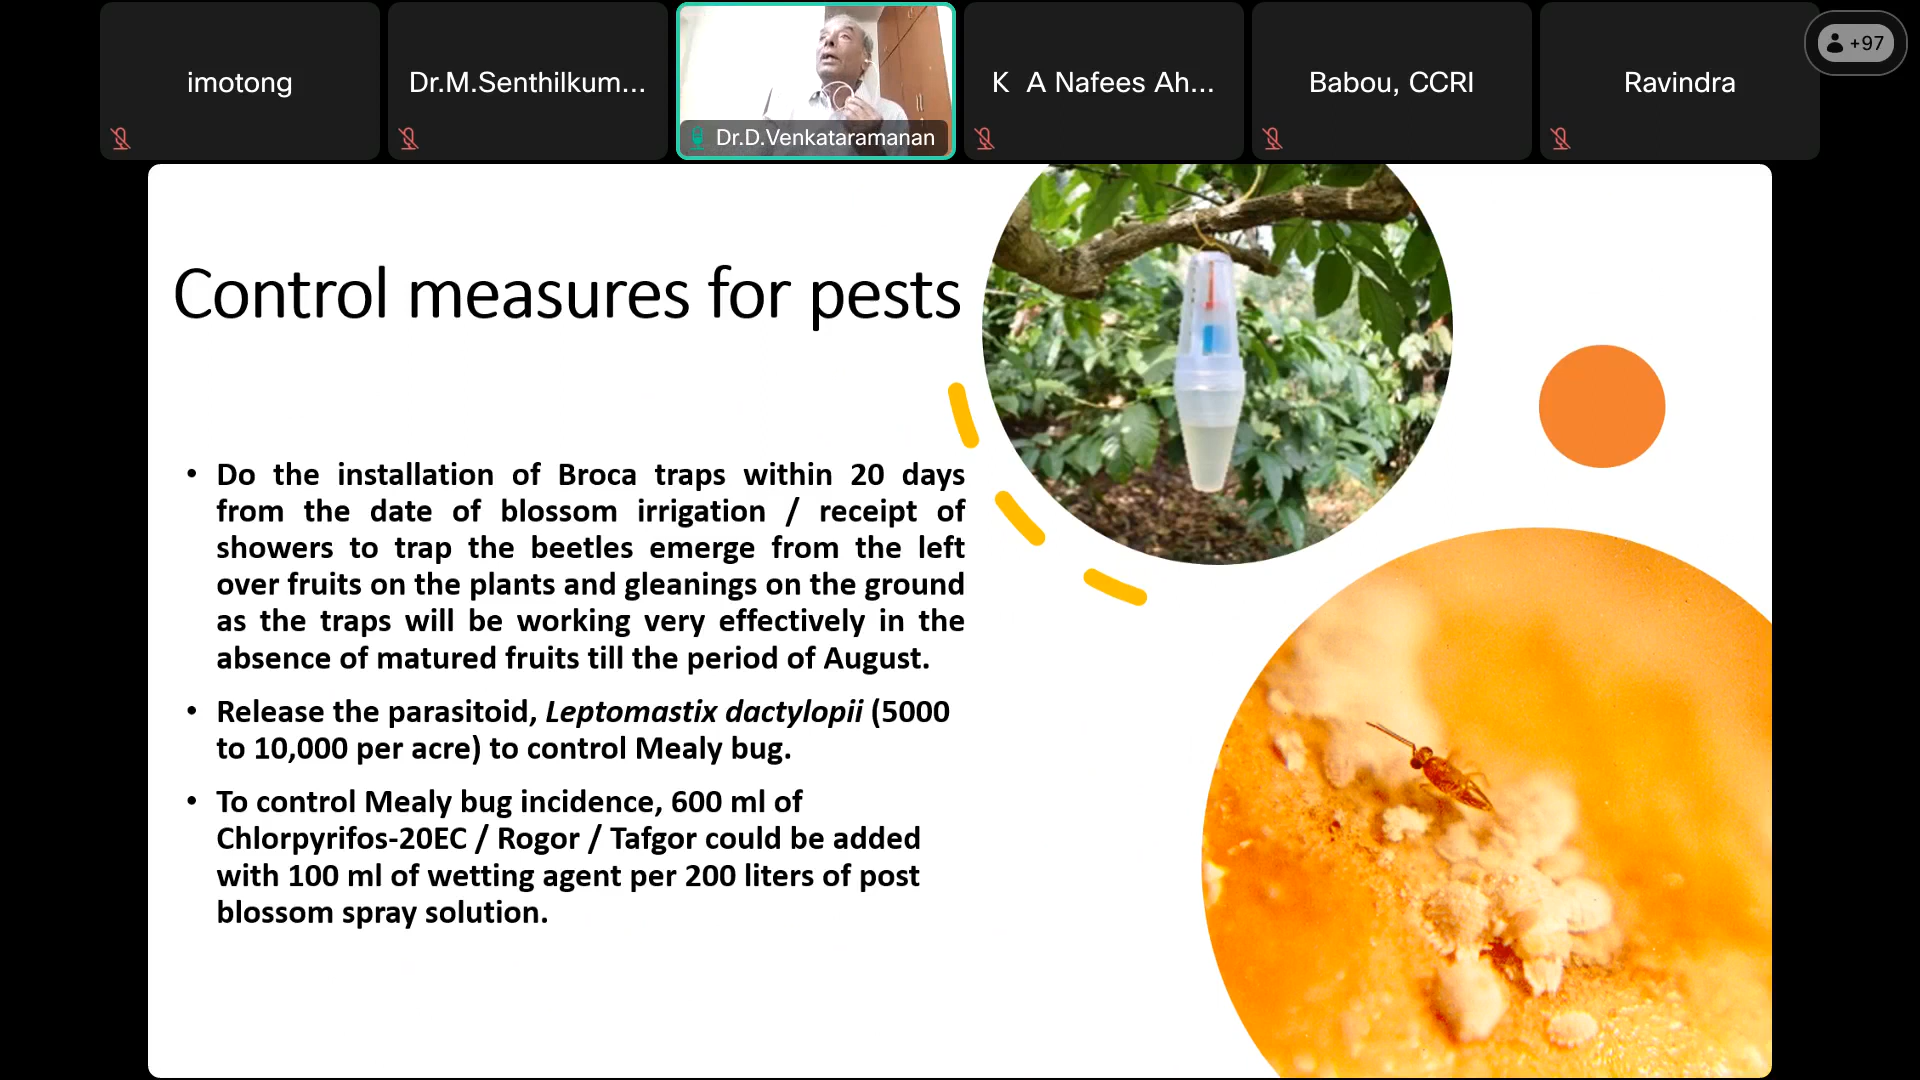 imotong
Dr.M.Senthilkum...
Dr.D.Venkataramanan
K A Nafees Ah...
Babou, CCRI
Ravindra
+97
Control measures for pests
• Do the installation of Broca traps within 20 days
from the date of blossom irrigation / receipt of
showers to trap the beetles emerge from the left
over fruits on the plants and gleanings on the ground
as the traps will be working very effectively in the
absence of matured fruits till the period of August.
• Release the parasitoid, Leptomastix dactylopii (5000
to 10,000 per acre) to control Mealy bug.
• To control Mealy bug incidence, 600 ml of
Chlorpyrifos-20EC / Rogor / Tafgor could be added
with 100 ml of wetting agent per 200 liters of post
blossom spray solution.